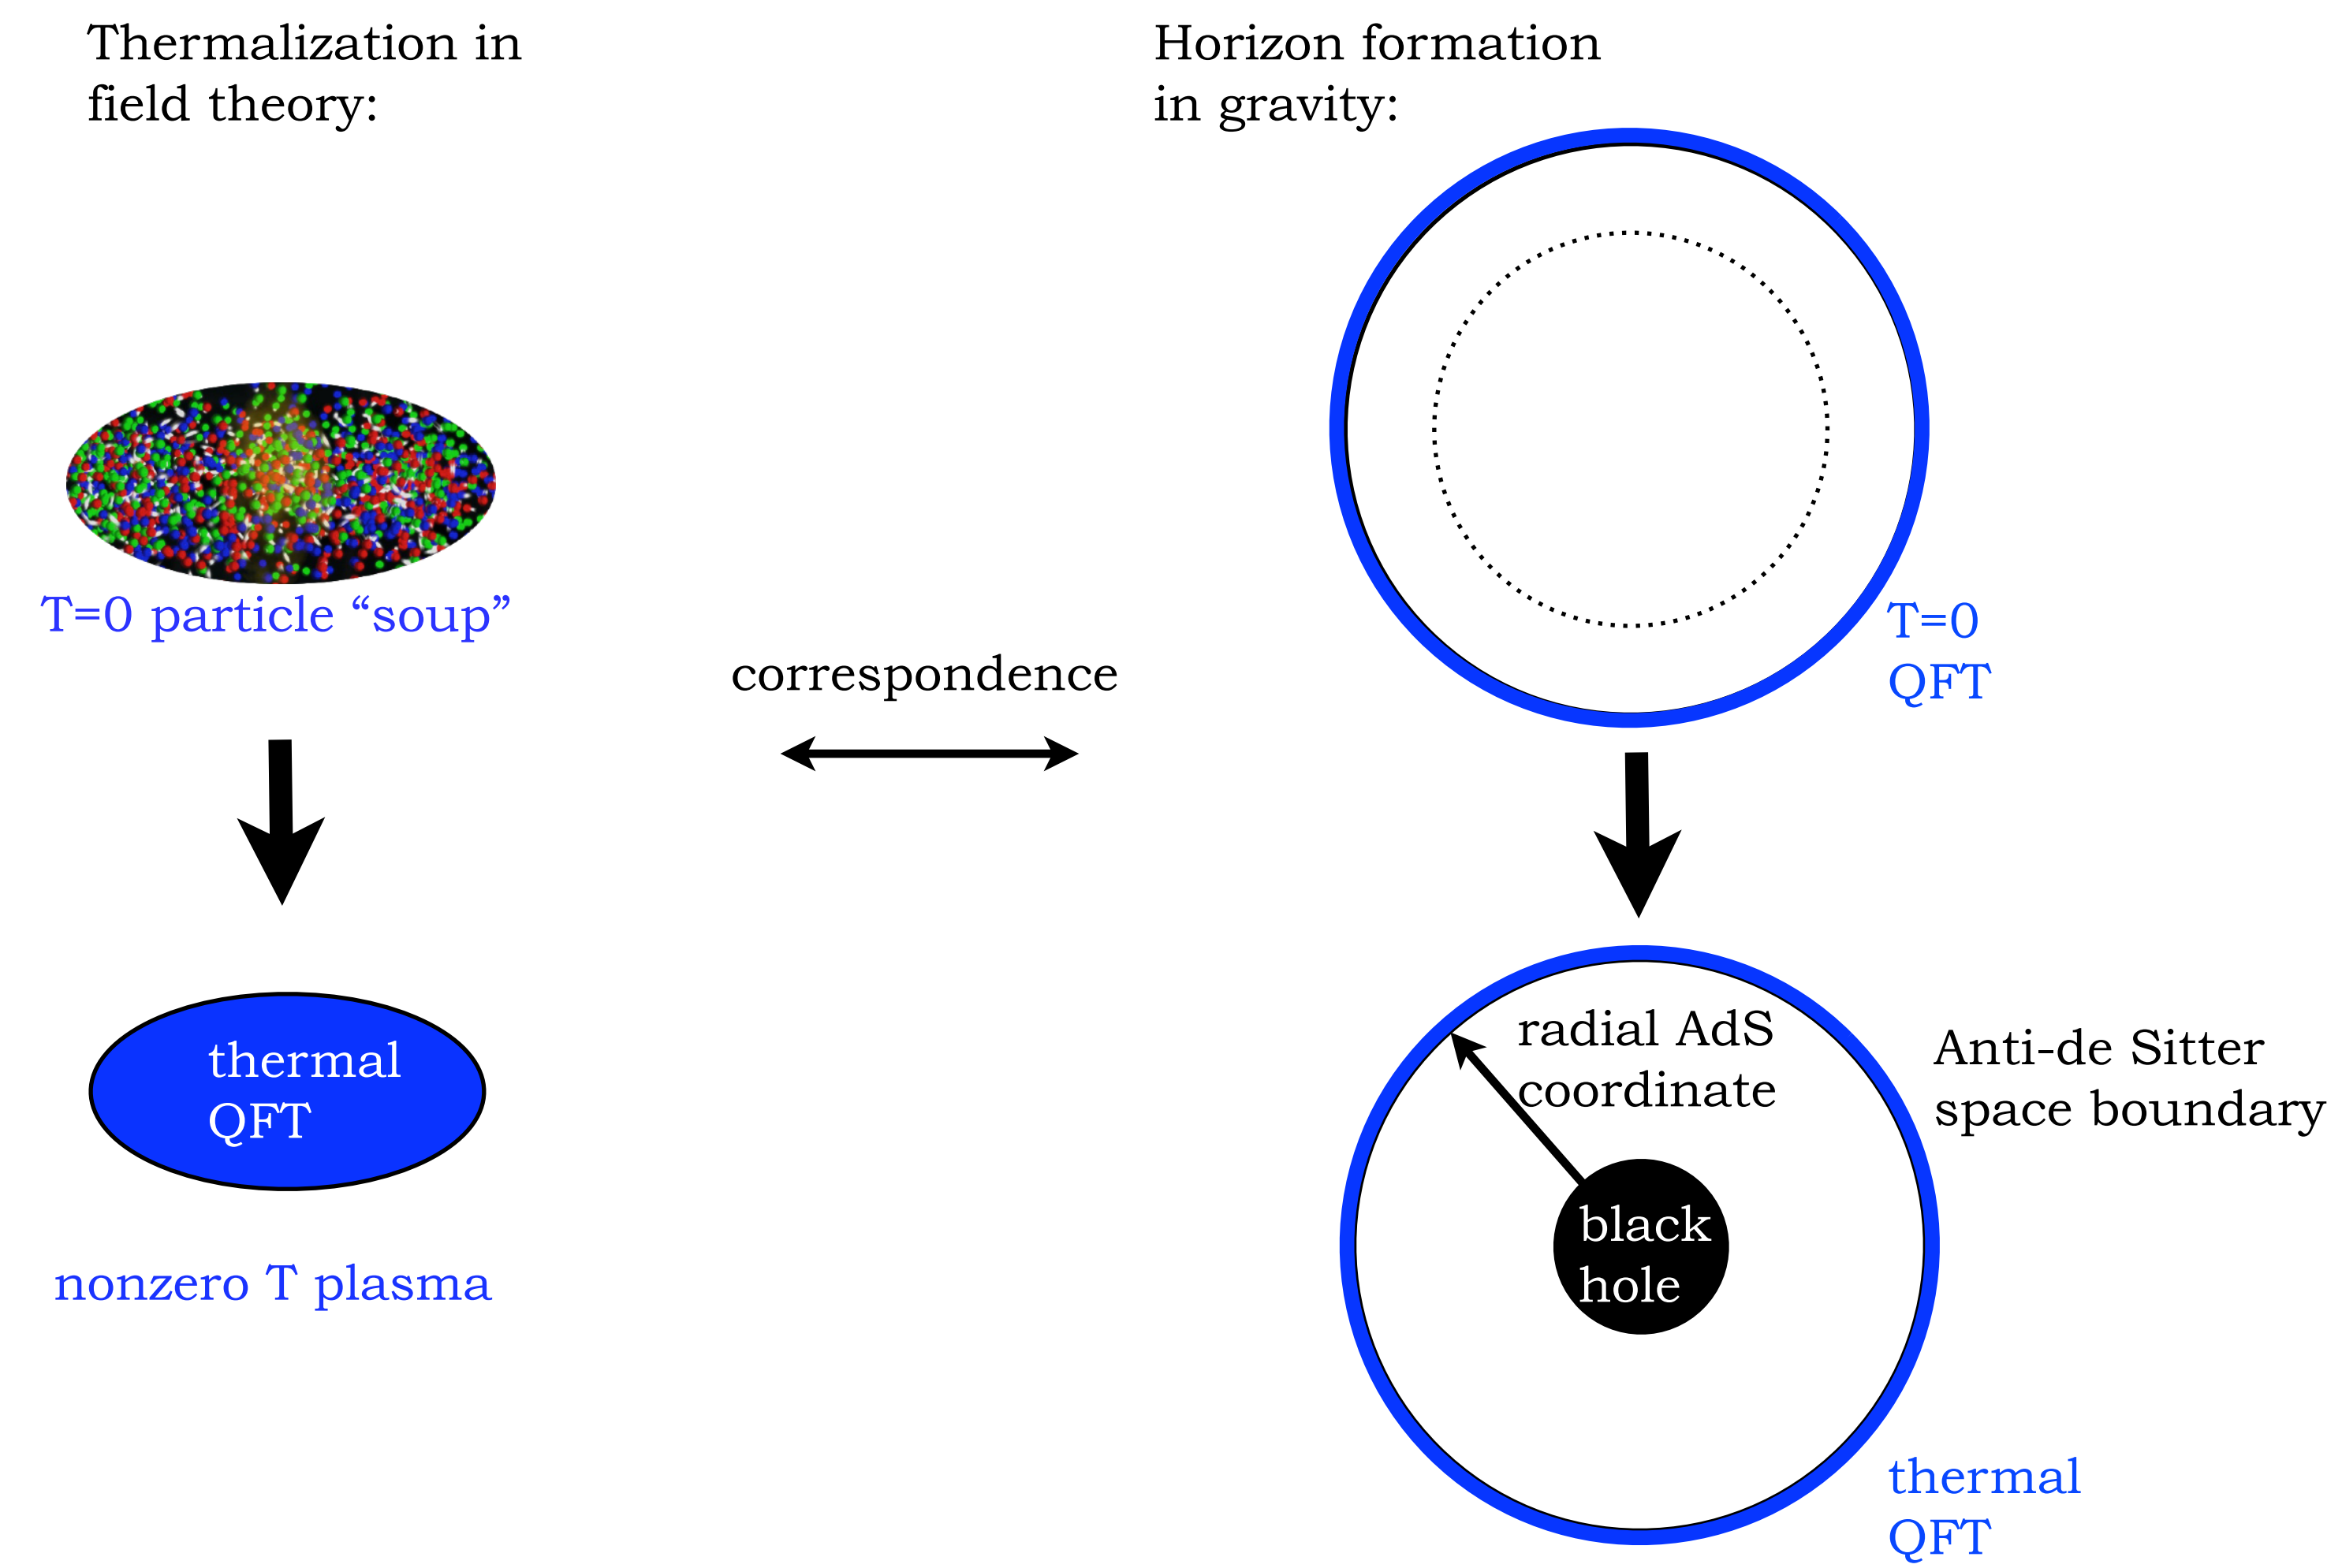 Thermalization in
field theory:
Horizon formation
in gravity:
T=0 particle “soup”
correspondence
T=0
QFT
thermal
QFT
nonzero T plasma
radial AdS
coordinate
Anti-de Sitter
space boundary
black
hole
thermal
QFT